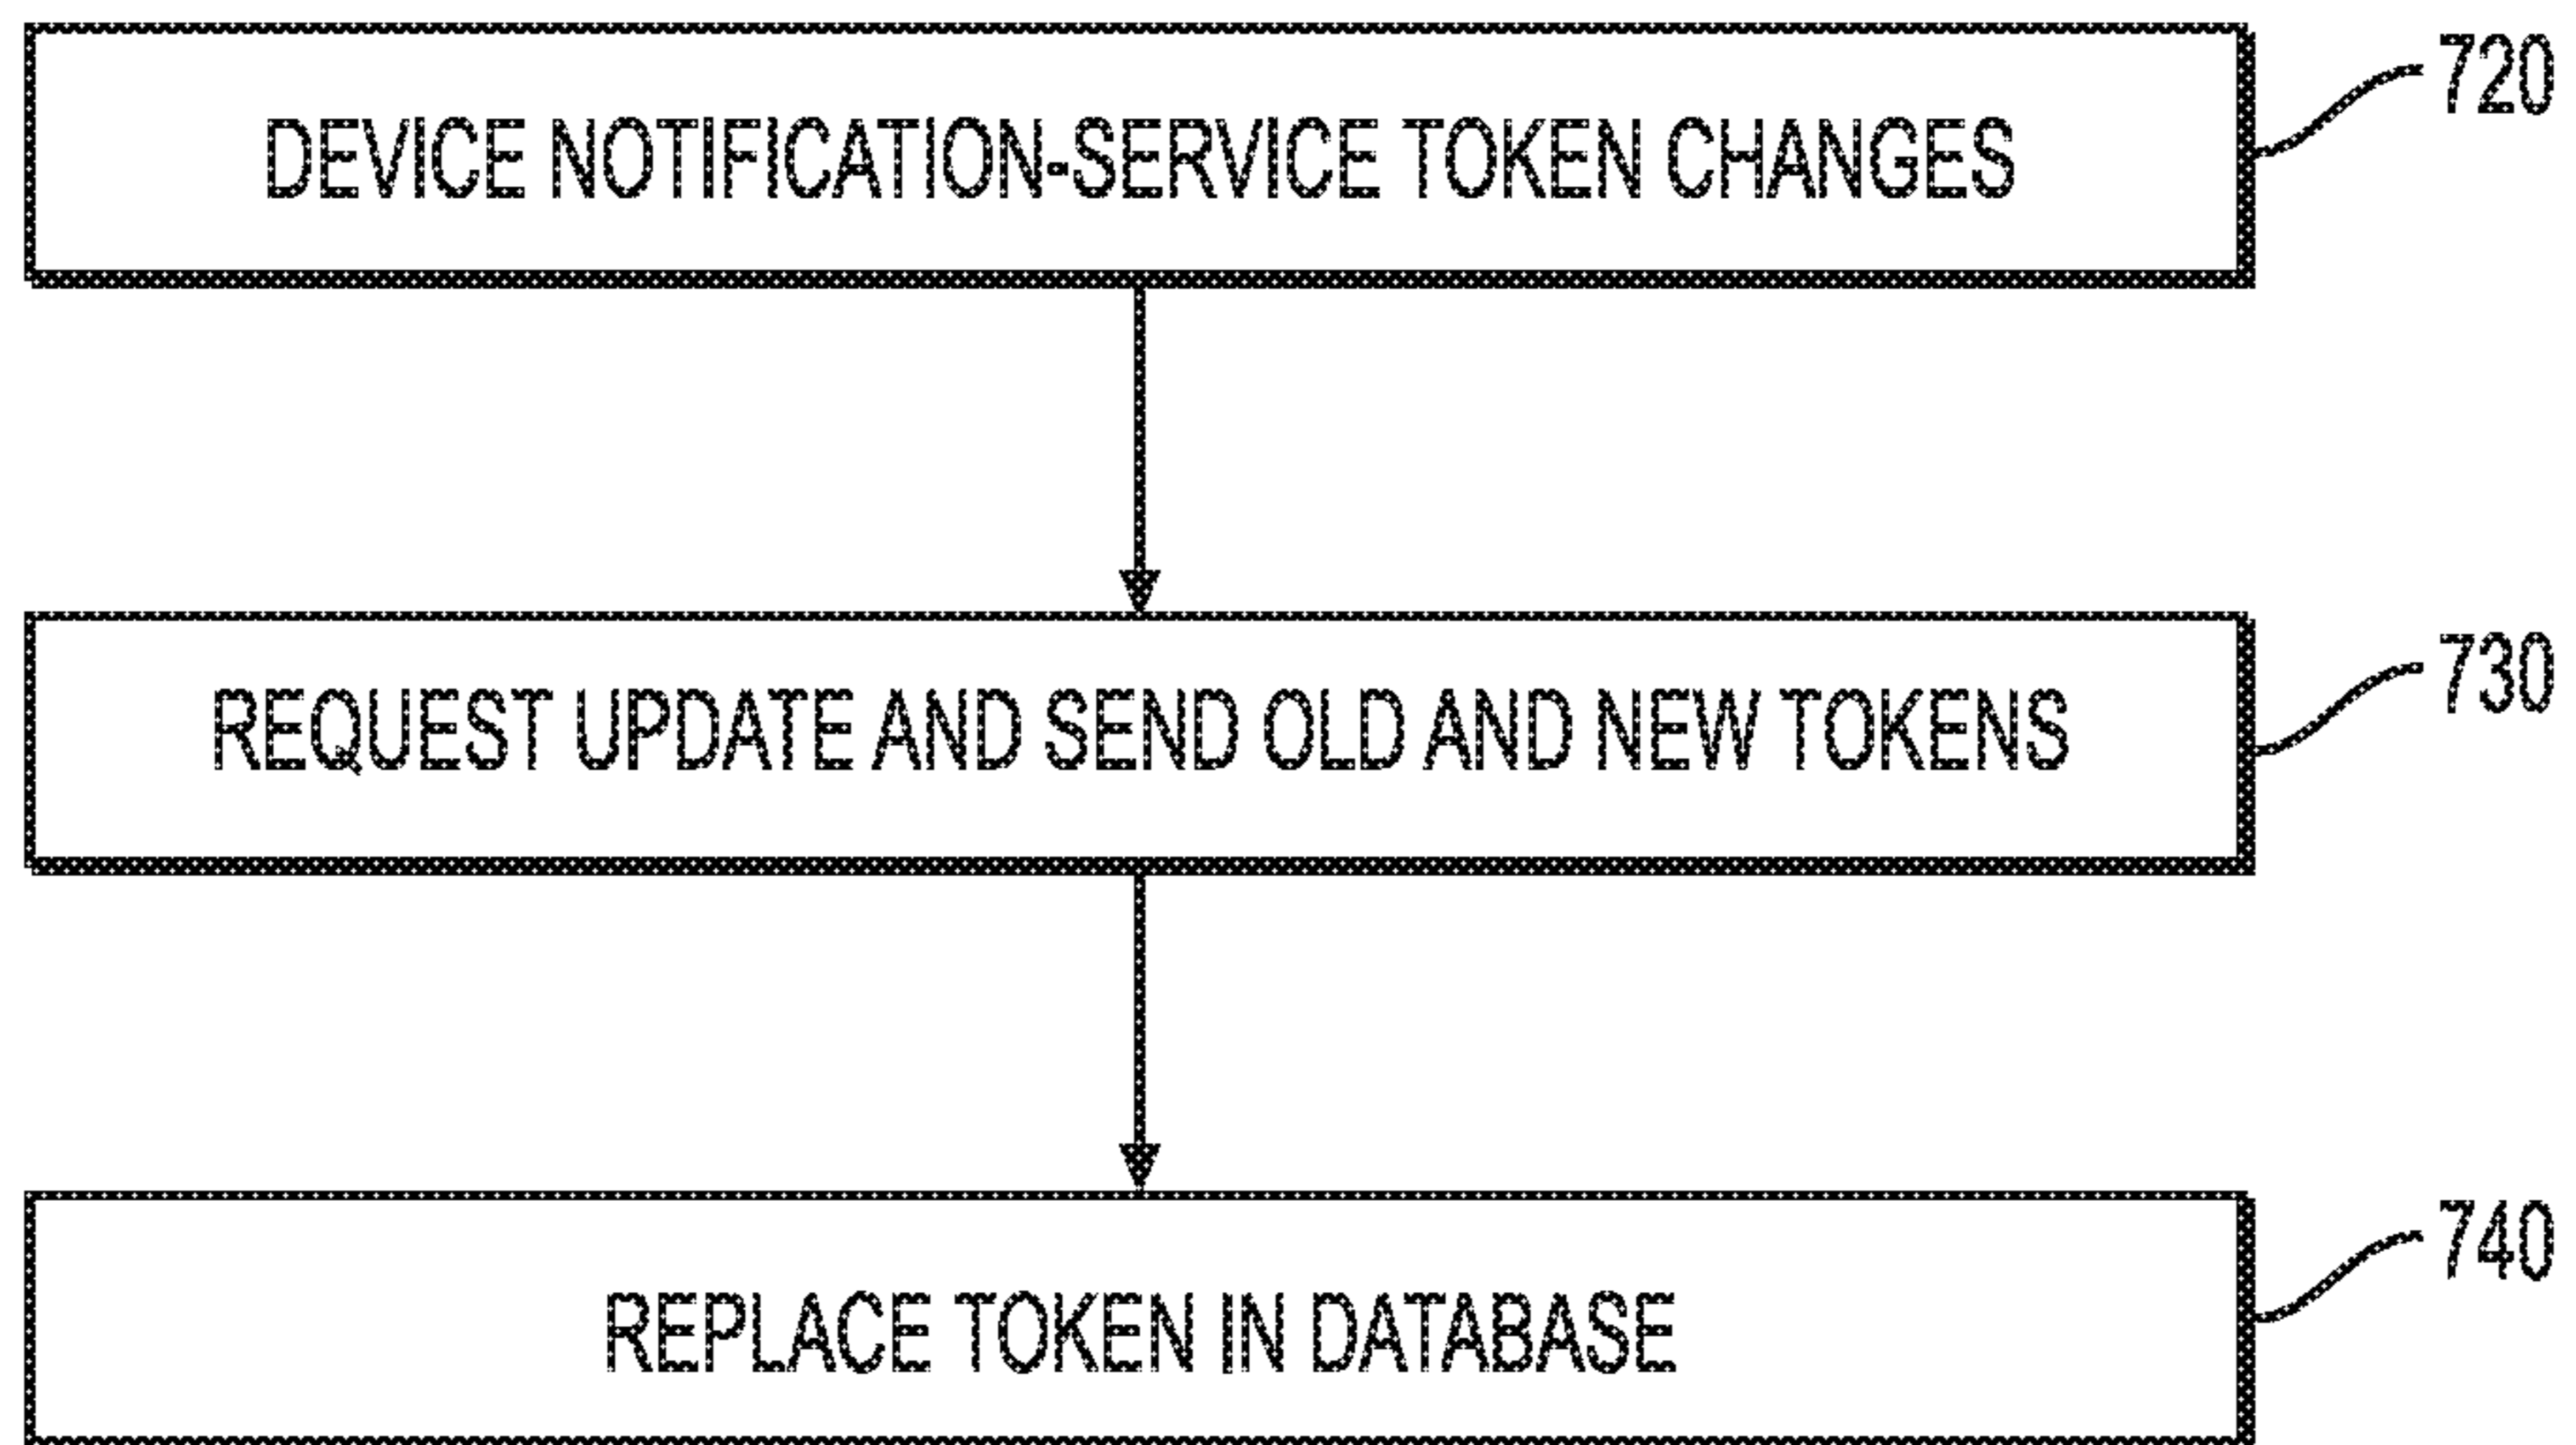 DEVICE NOTIFICATION-SERVICE TOKEN CHANGES
720
REQUEST UPDATE AND SEND OLD AND NEW TOKENS
730
REPLACE TOKEN IN DATABASE
740